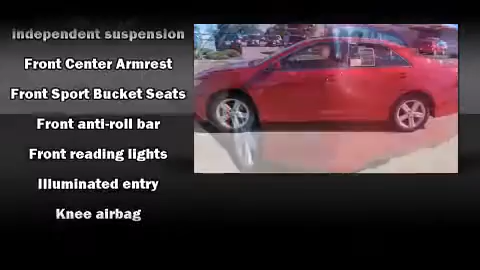 Independent suspension
Front Center Armrest
Front Sport Bucket Seats
Front anti-roll bar
Front reading lights
Illuminated entry
Knee airbag